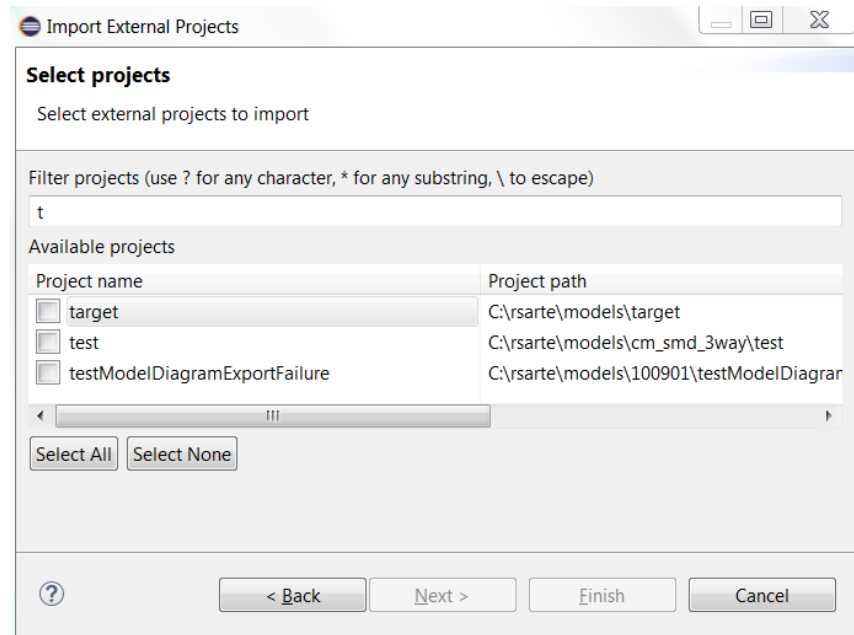 Import External Projects
Select projects
Select external projects to import
Filter projects (use ? for any character, * for any substring, \ to escape)
t
Available projects
Project name Project path
target C:\rsarte\models\target
test C:\rsarte\models\cm_smd_3way\test
testModelDiagramExportFailure C:\rsarte\models\100901\testModelDiagram
Select All Select None
< Back Next > Finish Cancel